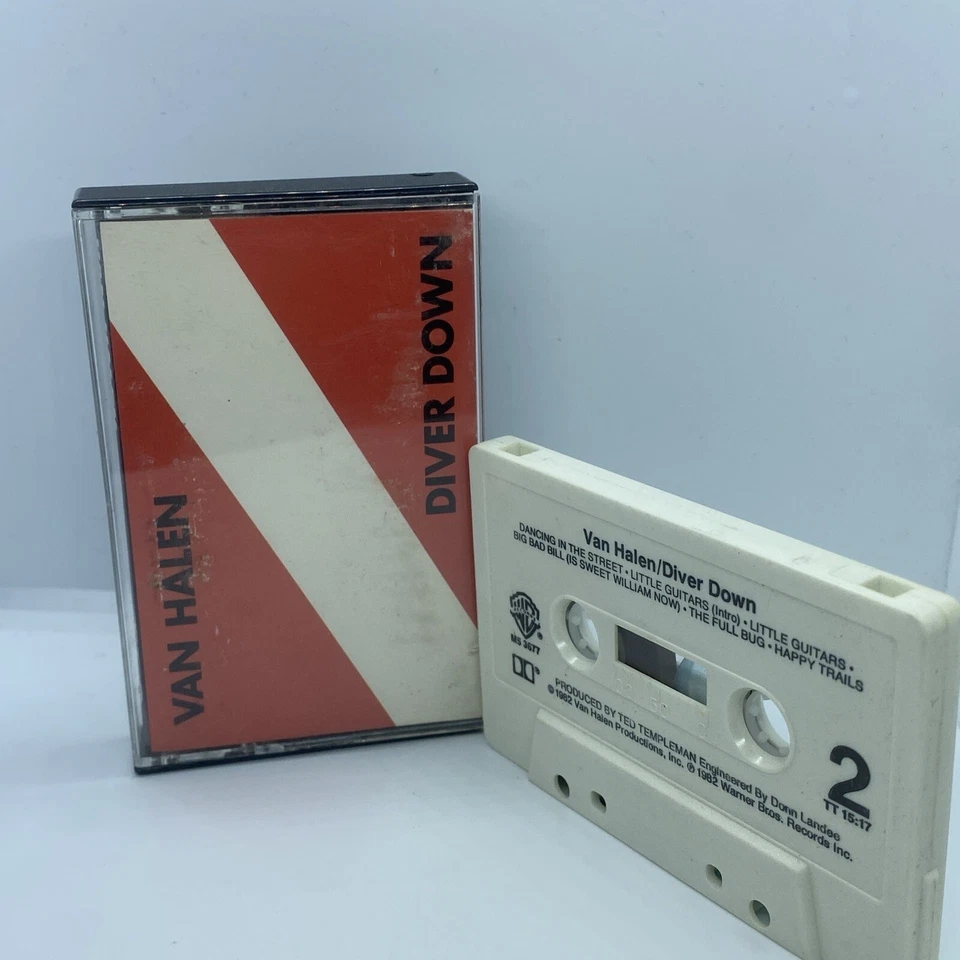 VAN HALEN
DIVER DOWN
Van Halen/Diver Down
DANCING IN THE STREET • LITTLE GUITARS (Intro) • LITTLE GUITARS •
BIG BAD BILL (IS SWEET WILLIAM NOW) • THE FULL BUG • HAPPY TRAILS
WB
M5 3677
PRODUCED BY TED TEMPLEMAN Engineered By Donn Landee
©1982 Van Halen Productions, Inc. ℗ 1982 Warner Bros. Records Inc.
2
TT 15:17